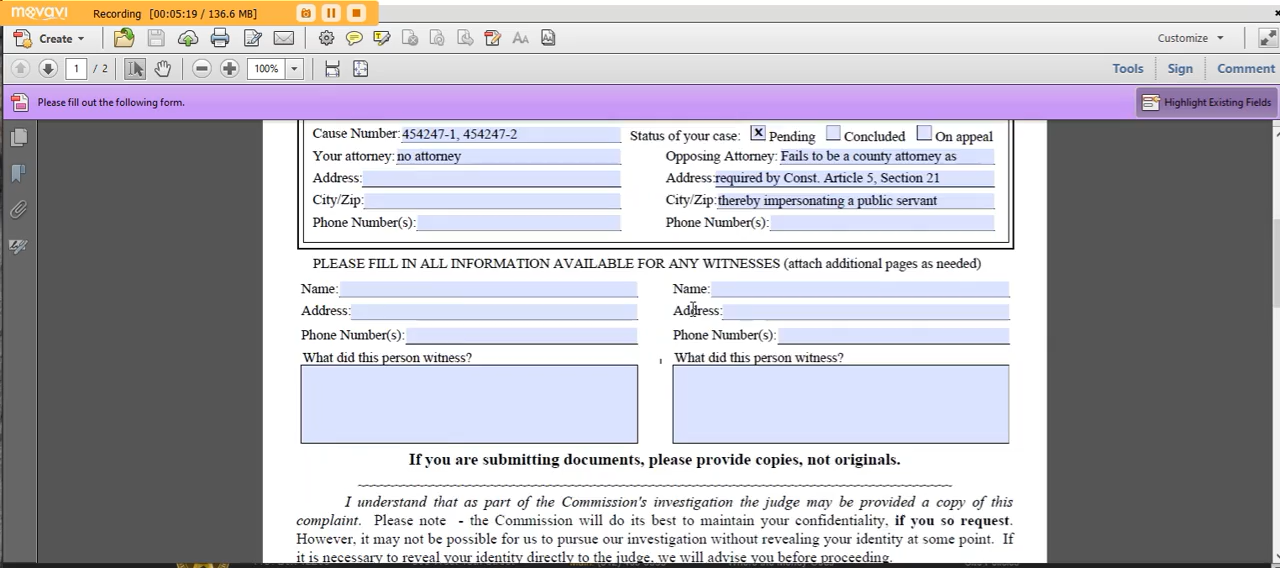 movavi Recording [00:05:19 / 136.6 MB]
Create Customize
1 / 2 100% Tools Sign Comment
Please fill out the following form. Highlight Existing Fields
Cause Number: 454247-1, 454247-2 Status of your case: X Pending Concluded On appeal
Your attorney: no attorney Opposing Attorney: Fails to be a county attorney as
Address: Address: required by Const. Article 5, Section 21
City/Zip: City/Zip: thereby impersonating a public servant
Phone Number(s): Phone Number(s):
PLEASE FILL IN ALL INFORMATION AVAILABLE FOR ANY WITNESSES (attach additional pages as needed)
Name: Name:
Address: Address:
Phone Number(s): Phone Number(s):
What did this person witness? What did this person witness?
If you are submitting documents, please provide copies, not originals.
I understand that as part of the Commission's investigation the judge may be provided a copy of this
complaint. Please note - the Commission will do its best to maintain your confidentiality, if you so request.
However, it may not be possible for us to pursue our investigation without revealing your identity at some point. If
it is necessary to reveal your identity directly to the judge, we will advise you before proceeding.